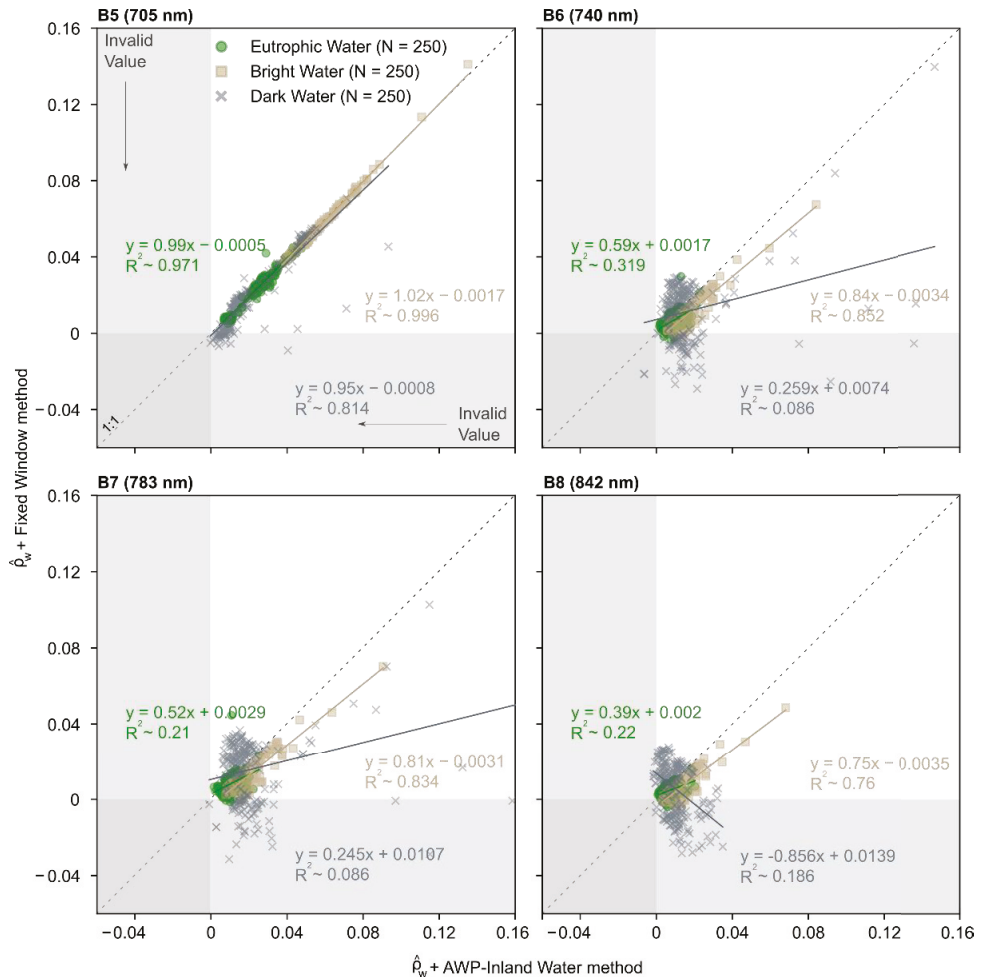 B5 (705 nm)
B6 (740 nm)
0.16
0.12
0.08
0.04
0
−0.04
Invalid
Value
Eutrophic Water (N = 250)
Bright Water (N = 250)
Dark Water (N = 250)
y = 0.99x − 0.0005
R² ~ 0.971
y = 1.02x − 0.0017
R² ~ 0.996
y = 0.95x − 0.0008
R² ~ 0.814
Invalid
Value
1:1
y = 0.59x + 0.0017
R² ~ 0.319
y = 0.84x − 0.0034
R² ~ 0.852
y = 0.259x + 0.0074
R² ~ 0.086
ρ̂w + Fixed Window method
B7 (783 nm)
B8 (842 nm)
0.16
0.12
0.08
0.04
0
−0.04
y = 0.52x + 0.0029
R² ~ 0.21
y = 0.81x − 0.0031
R² ~ 0.834
y = 0.245x + 0.0107
R² ~ 0.086
y = 0.39x + 0.002
R² ~ 0.22
y = 0.75x − 0.0035
R² ~ 0.76
y = -0.856x + 0.0139
R² ~ 0.186
−0.04 0 0.04 0.08 0.12 0.16
−0.04 0 0.04 0.08 0.12 0.16
ρ̂w + AWP-Inland Water method